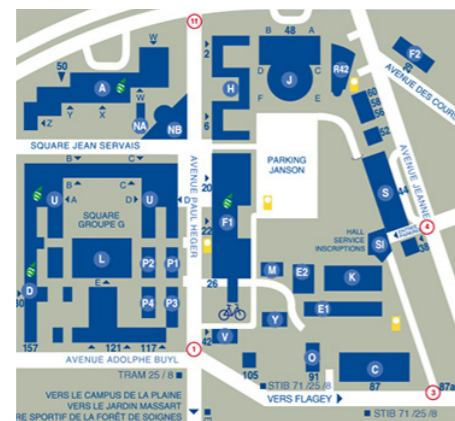 11
50
W
48
B
A
2
F2
A
H
J
R42
49
D
C
AVENUE DES COURS
Y
X
W
F
E
60
58
56
Z
NA
NB
6
52
SQUARE JEAN SERVAIS
B
C
AVENUE PAUL HEGER
PARKING
JANSON
AVENUE JEANNE
20
B
C
S
44
U
A
D
U
D
SQUARE
GROUPE G
22
F1
HALL
SERVICE
INSCRIPTIONS
SI
4
L
P2
P1
M
E2
K
D
E
26
30
P4
P3
E1
Y
42
V
157
121
117
1
O
C
AVENUE ADOLPHE BUYL
TRAM 25 / 8
105
91
87
87a
STIB 71 /25 / 8
3
VERS LE CAMPUS DE LA PLAINE
VERS LE JARDIN MASSART
RE SPORTIF DE LA FORÊT DE SOIGNES
VERS FLAGEY
STIB 71 /25 / 8